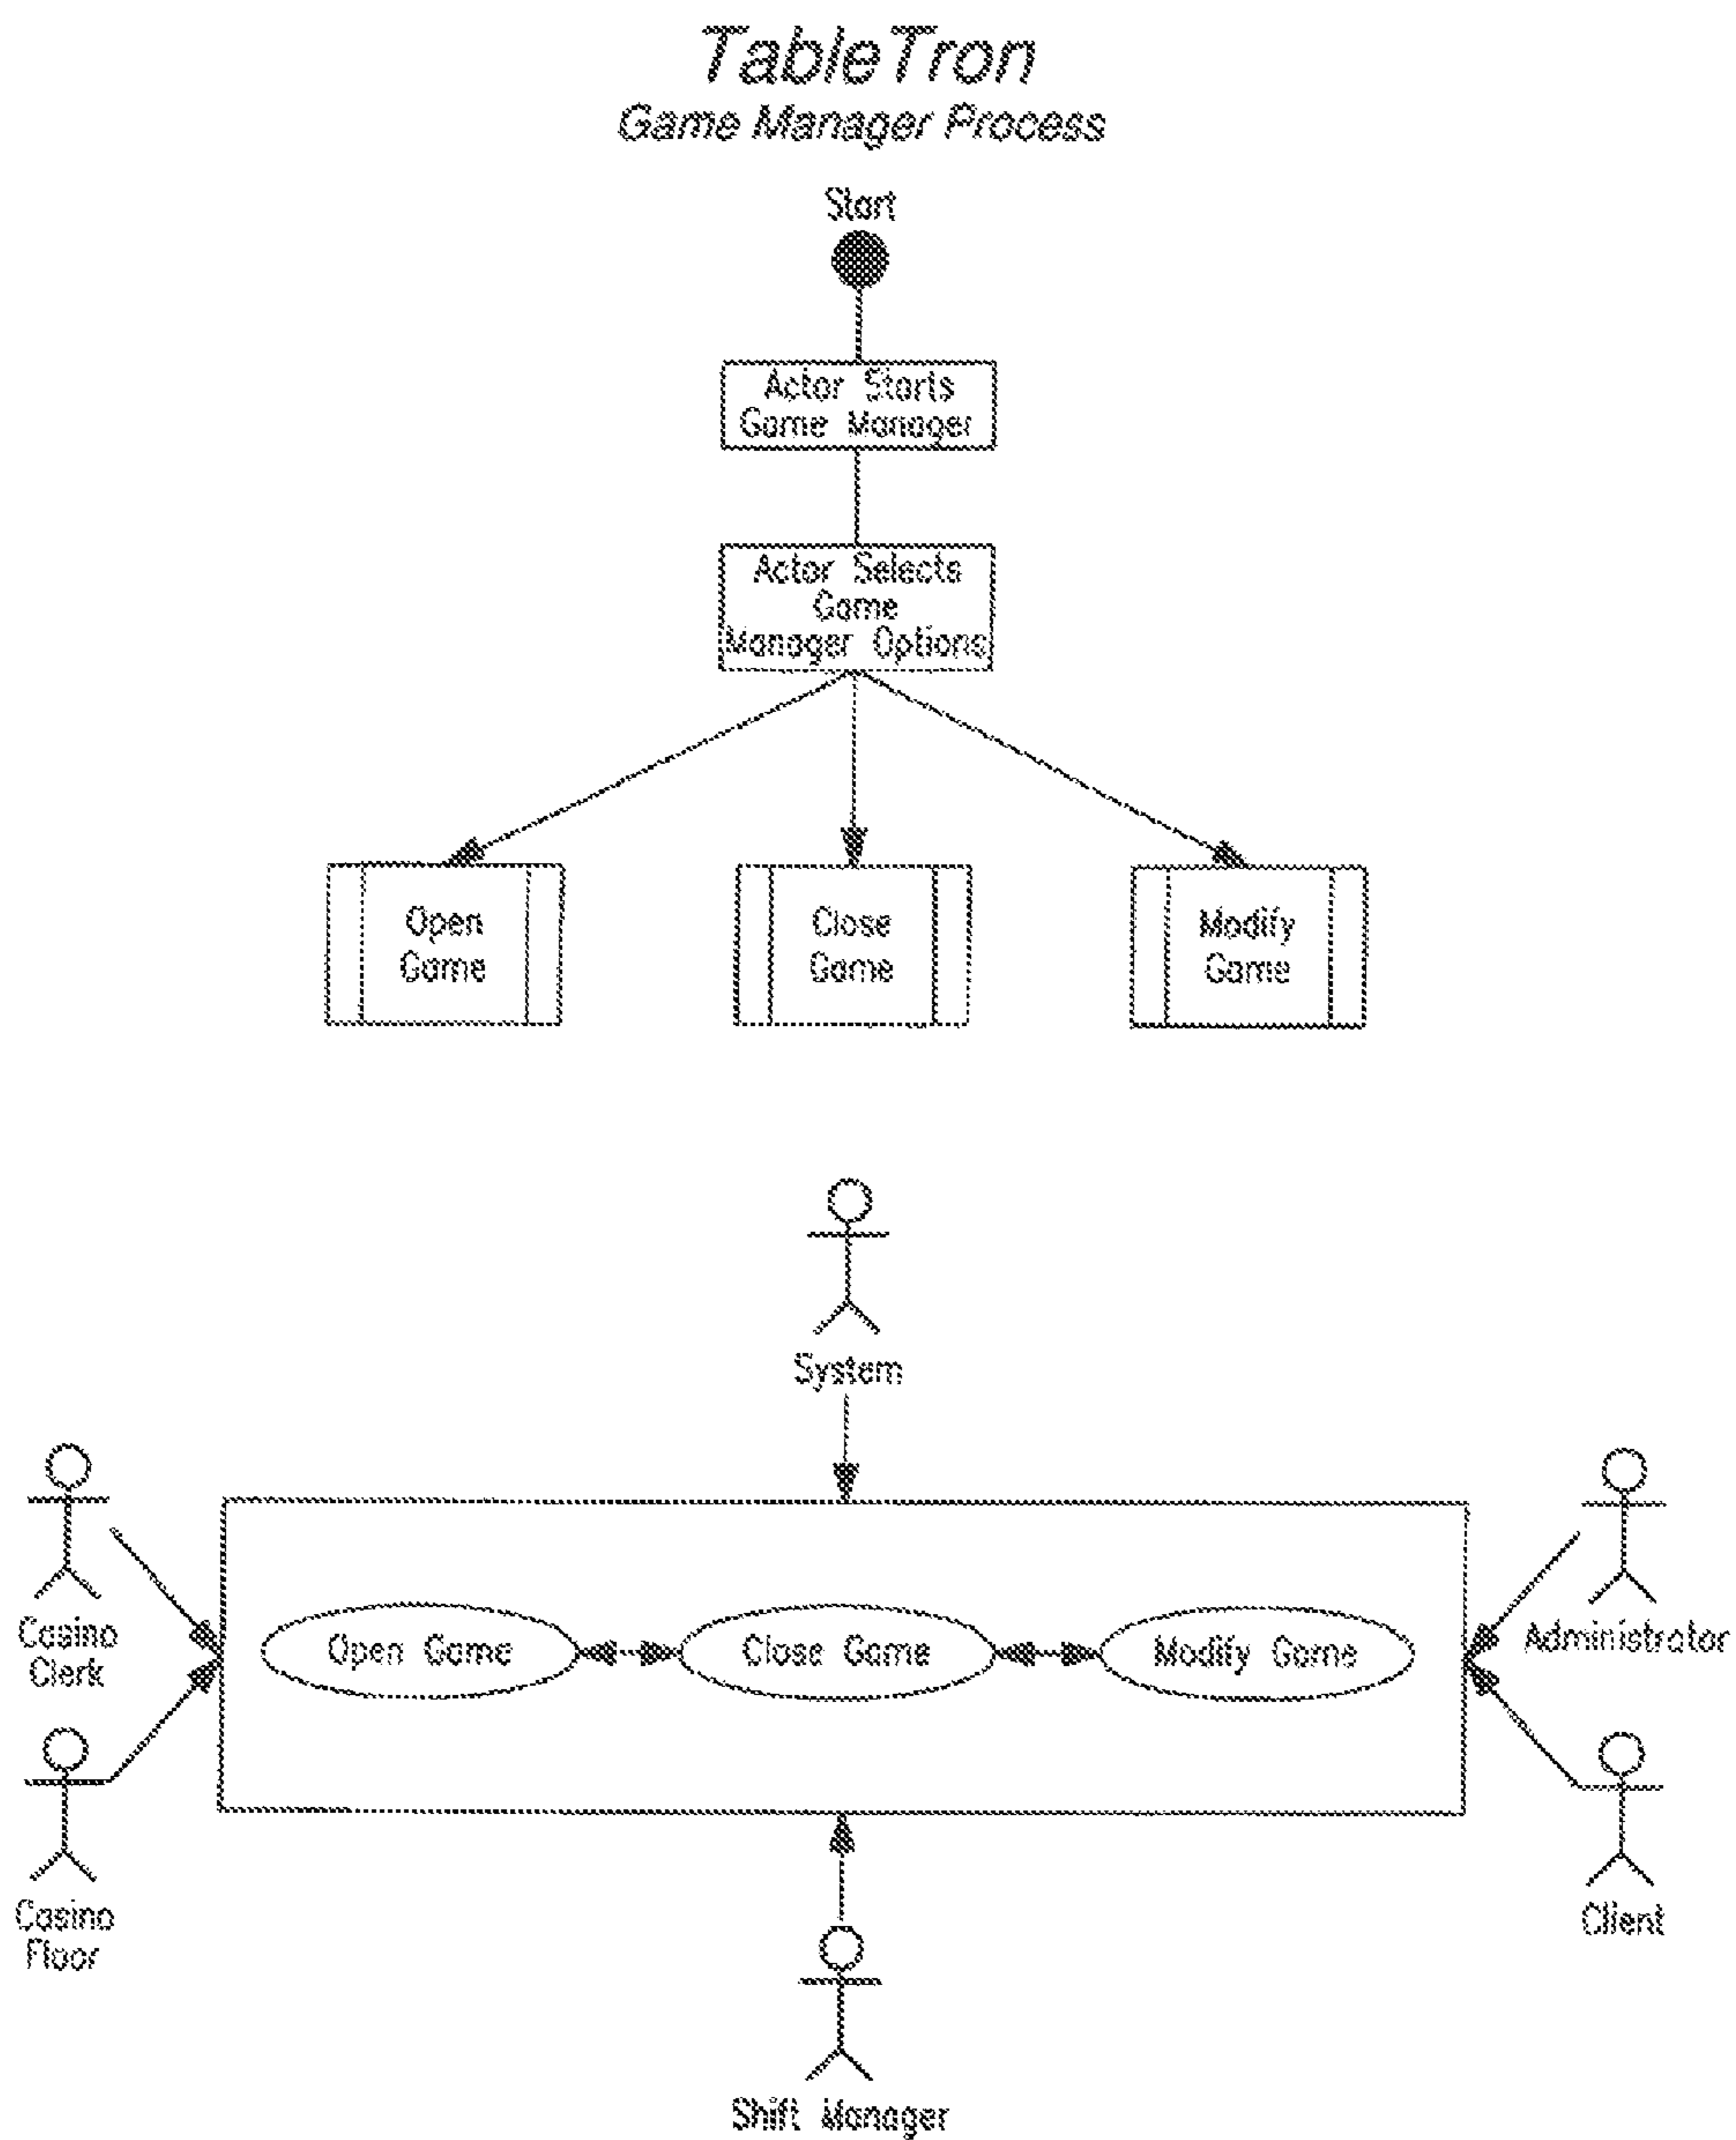 TableTron
Game Manager Process
Start
Actor Starts
Game Manager
Actor Selects
Game
Manager Options
Open
Game
Close
Game
Modify
Game
System
Casino
Clerk
Open Game
Close Game
Modify Game
Administrator
Casino
Floor
Client
Shift Manager